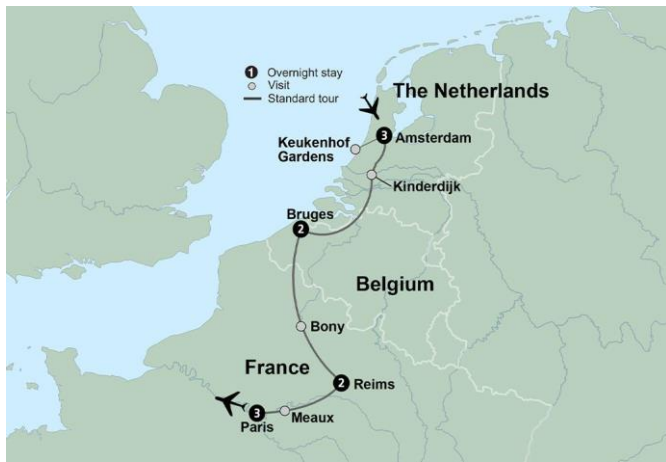 1 Overnight stay
Visit
Standard tour
The Netherlands
3 Amsterdam
Keukenhof
Gardens
Kinderdijk
Bruges
2
Belgium
Bony
France
2 Reims
3
Paris
Meaux